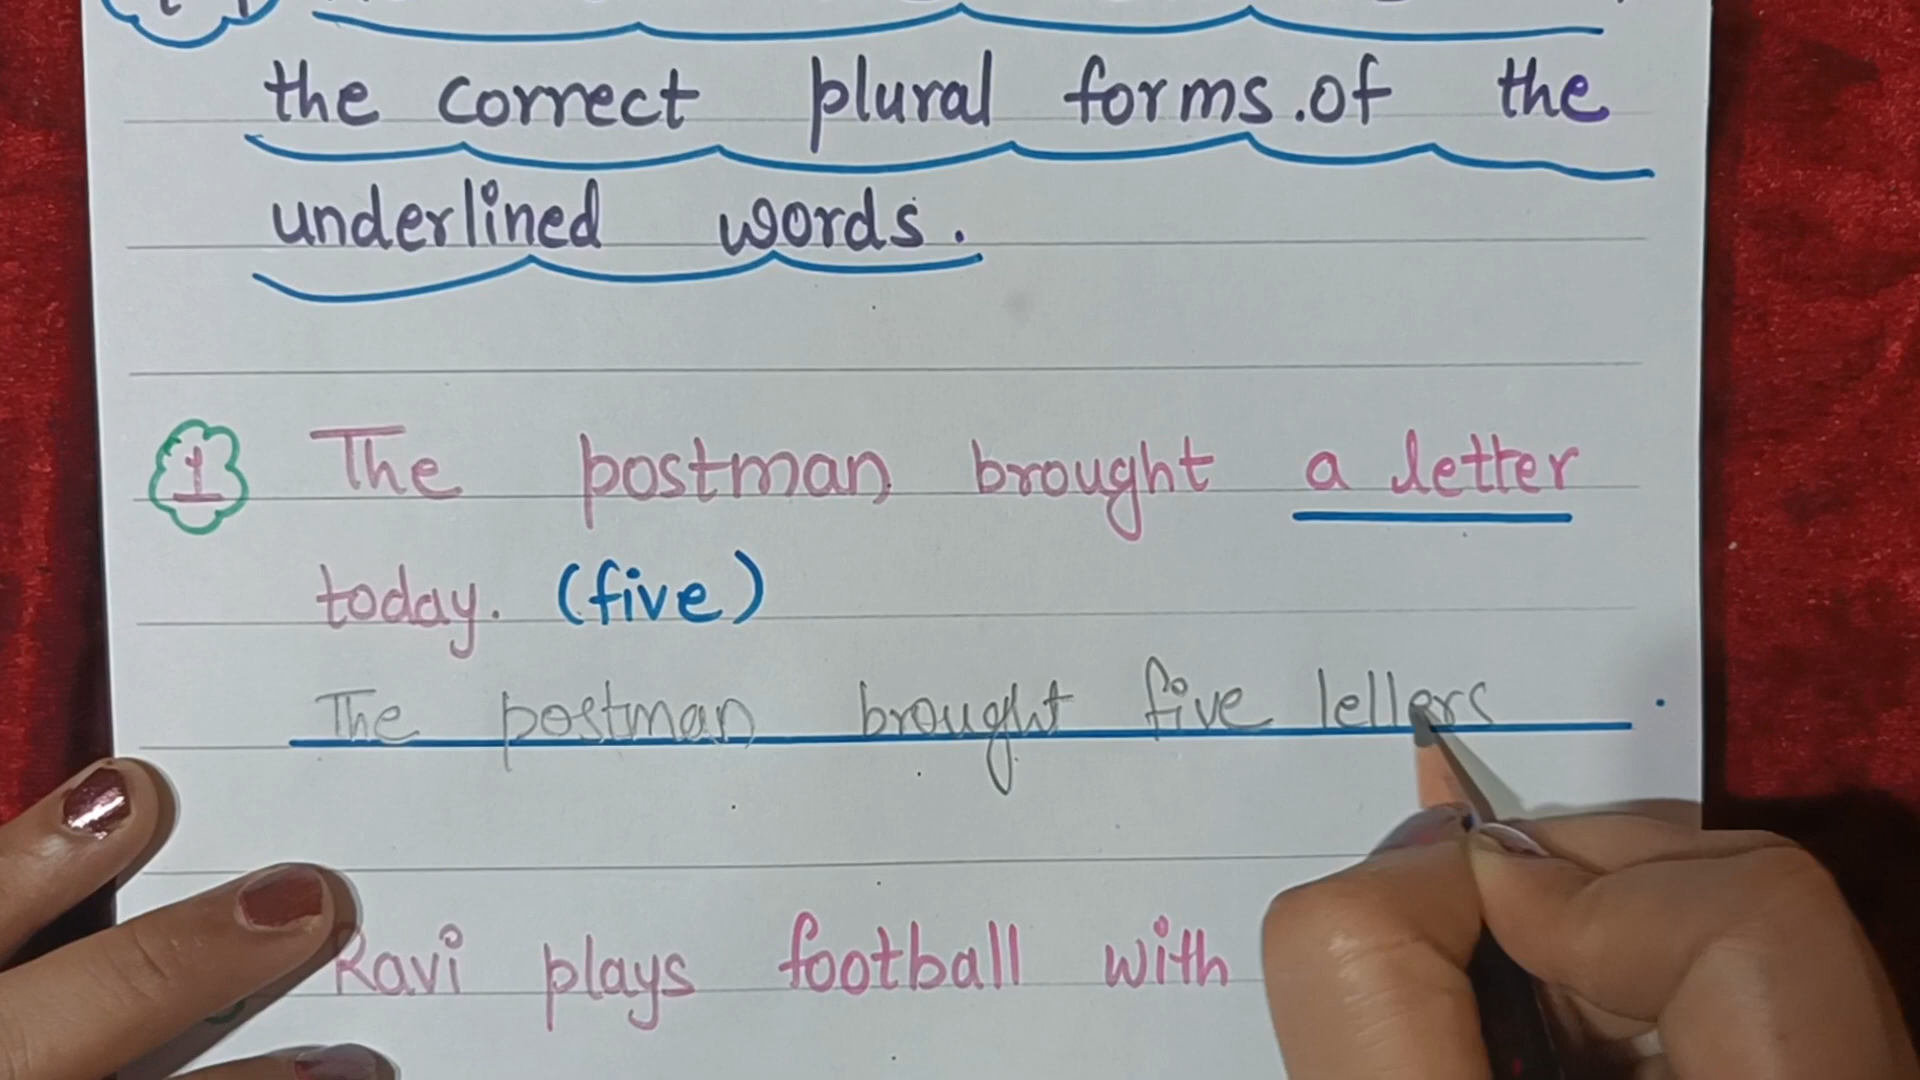 the correct plural forms.of the
underlined words.
1 The postman brought a letter
today. (five)
The postman brought five lellers .
Ravi plays football with